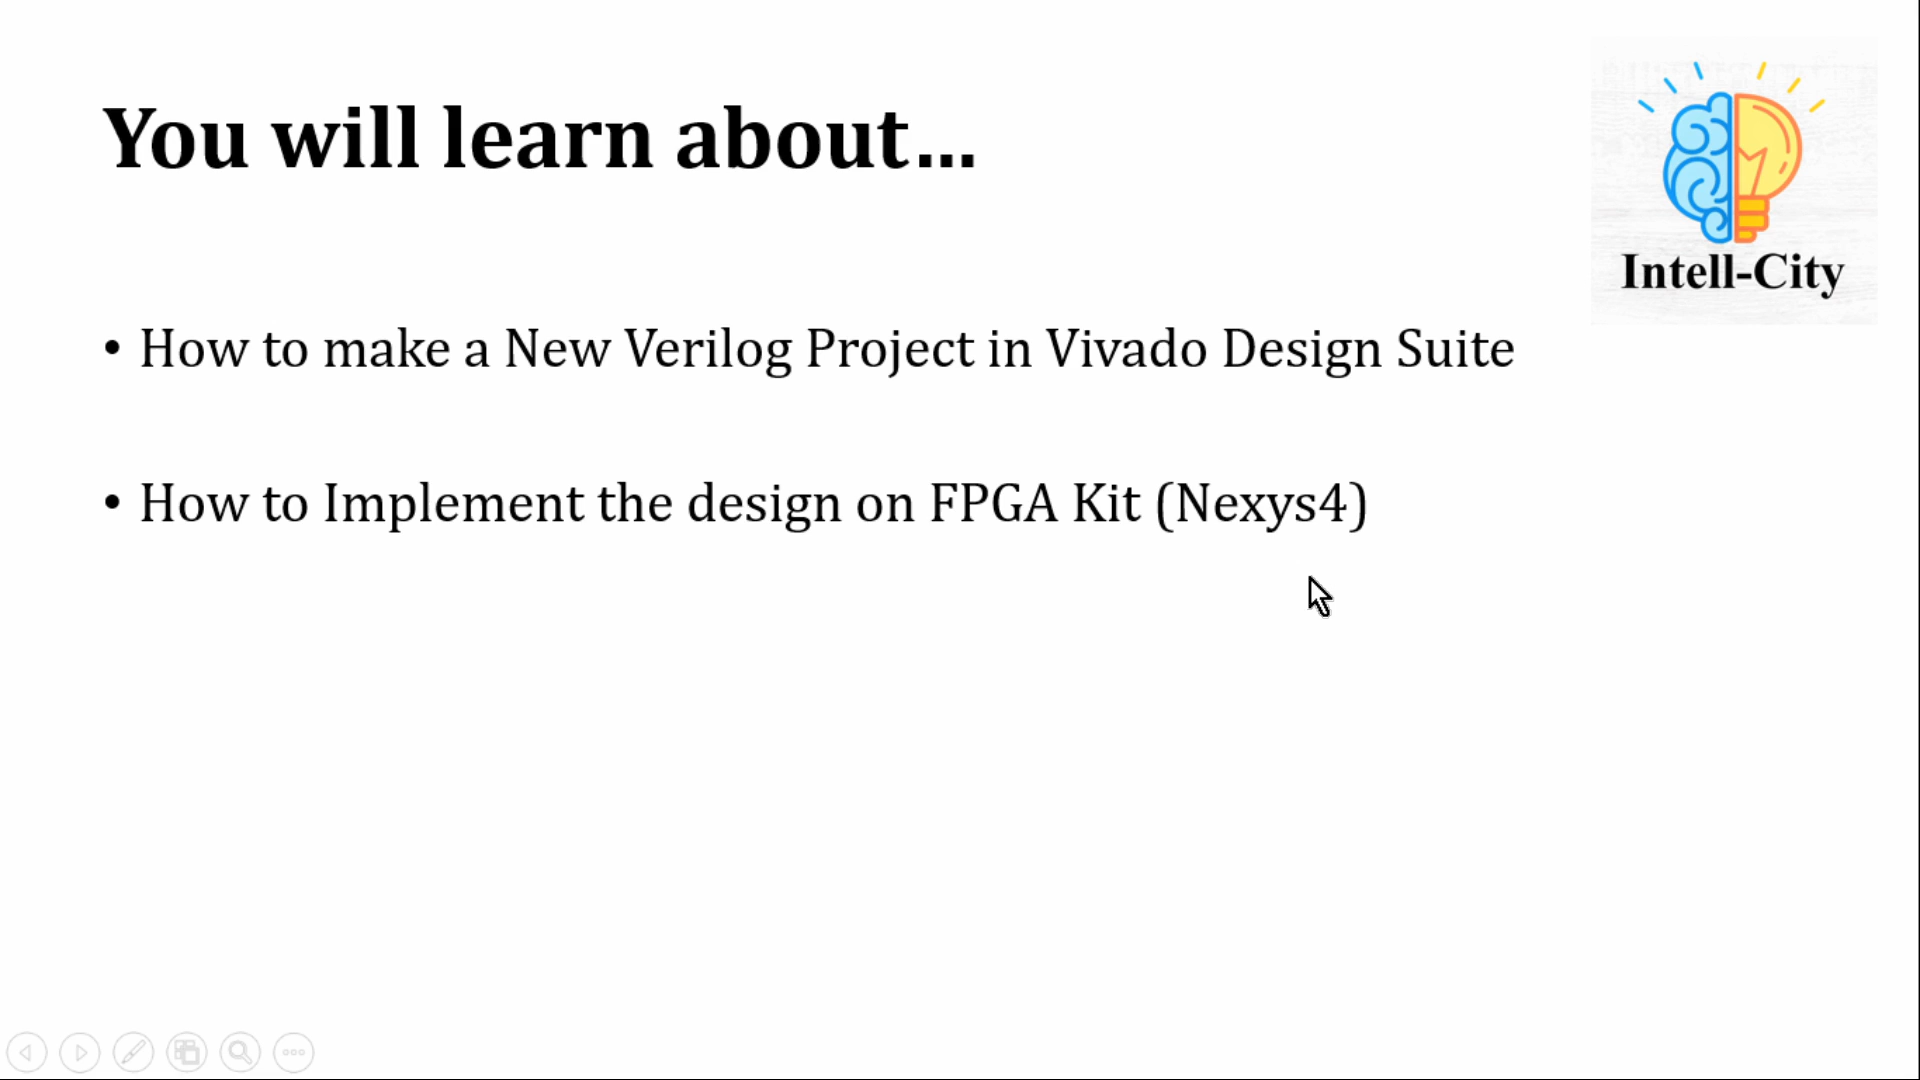 You will learn about...
Intell-City
• How to make a New Verilog Project in Vivado Design Suite
• How to Implement the design on FPGA Kit (Nexys4)